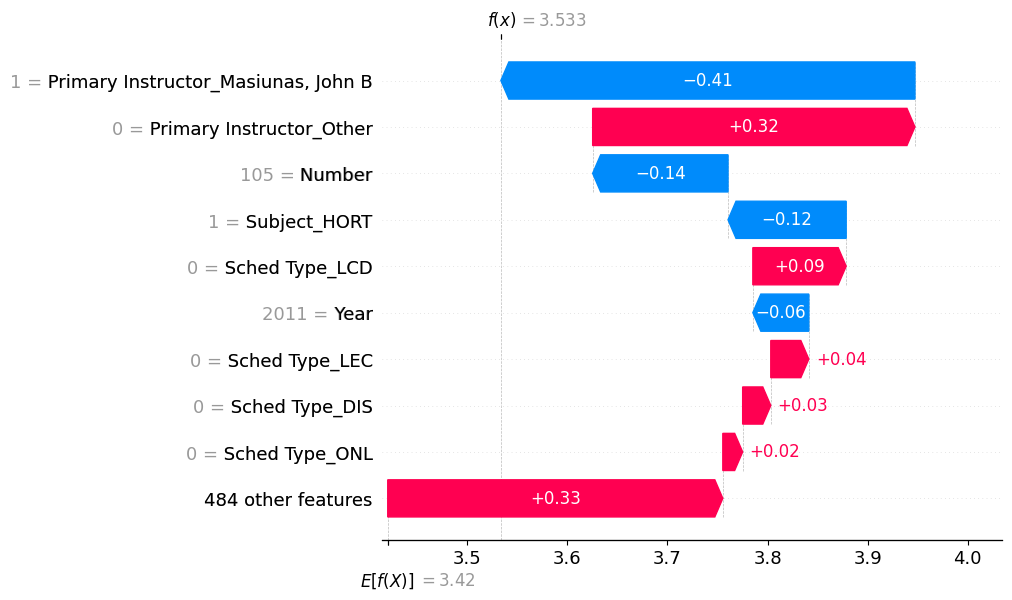 f(x) = 3.533
1 = Primary Instructor_Masiunas, John B
−0.41
0 = Primary Instructor_Other
+0.32
105 = Number
−0.14
1 = Subject_HORT
−0.12
0 = Sched Type_LCD
+0.09
2011 = Year
−0.06
0 = Sched Type_LEC
+0.04
0 = Sched Type_DIS
+0.03
0 = Sched Type_ONL
+0.02
484 other features
+0.33
3.5 3.6 3.7 3.8 3.9 4.0
E[f(X)] = 3.42